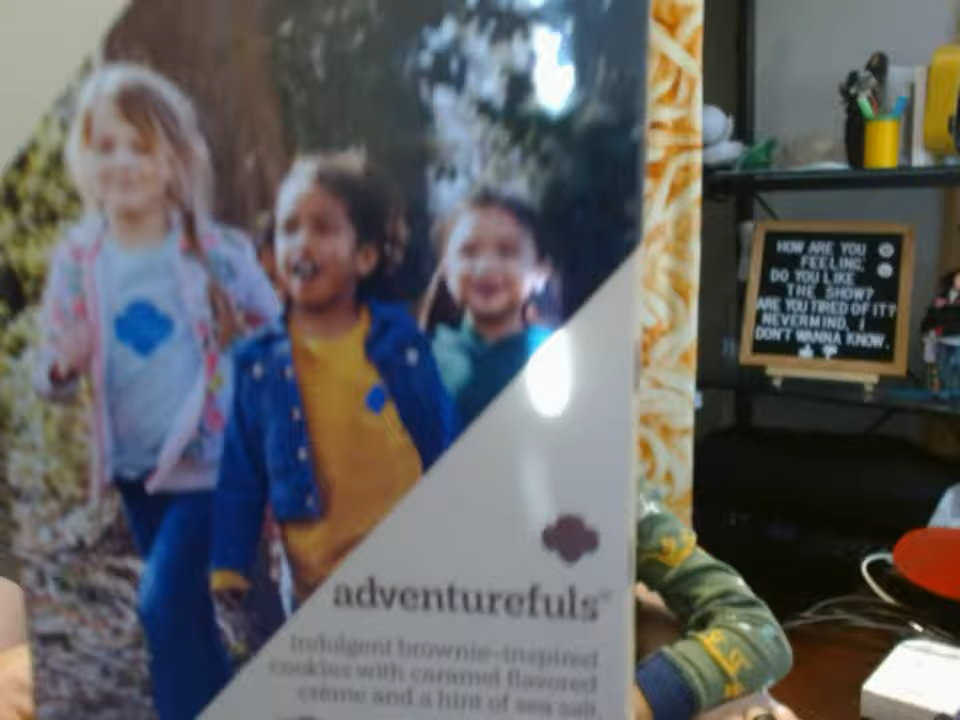 adventurefuls™
Indulgent brownie-inspired
cookies with caramel flavored
crème and a hint of sea salt.
HOW ARE YOU
FEELING,
DO YOU LIKE
THE SHOW?
ARE YOU TIRED OF IT?
NEVERMIND, I
DON'T WANNA KNOW.